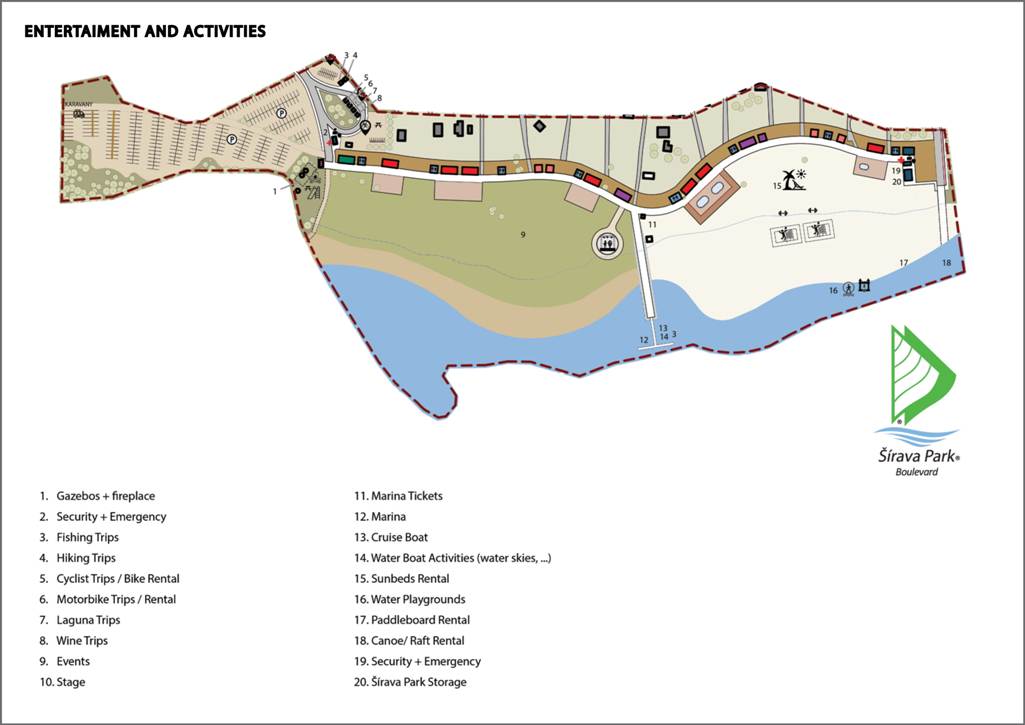 ENTERTAIMENT AND ACTIVITIES
3 4
5
6
7
8
KARAVANY
P
P
2
1
9
11
15
19
20
16
17
18
13
12 14 3
Šírava Park®
Boulevard
1. Gazebos + fireplace
2. Security + Emergency
3. Fishing Trips
4. Hiking Trips
5. Cyclist Trips / Bike Rental
6. Motorbike Trips / Rental
7. Laguna Trips
8. Wine Trips
9. Events
10. Stage
11. Marina Tickets
12. Marina
13. Cruise Boat
14. Water Boat Activities (water skies, ...)
15. Sunbeds Rental
16. Water Playgrounds
17. Paddleboard Rental
18. Canoe/ Raft Rental
19. Security + Emergency
20. Šírava Park Storage